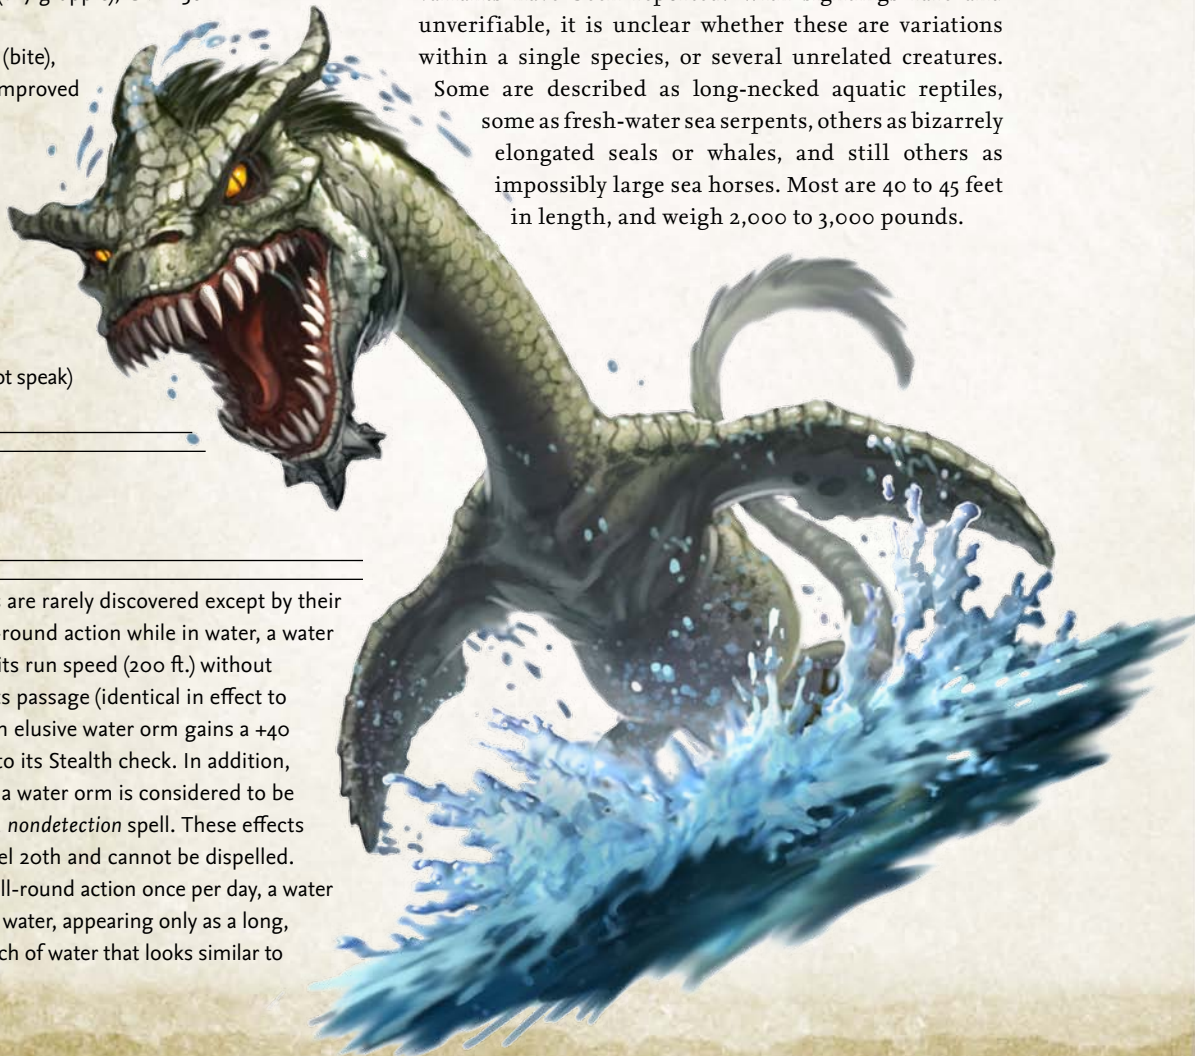 (bite),
mproved
ot speak)
are rarely discovered except by their
-round action while in water, a water
its run speed (200 ft.) without
ts passage (identical in effect to
n elusive water orm gains a +40
to its Stealth check. In addition,
a water orm is considered to be
nondetection spell. These effects
el 20th and cannot be dispelled.
ll-round action once per day, a water
water, appearing only as a long,
ch of water that looks similar to
unverifiable, it is unclear whether these are variations
within a single species, or several unrelated creatures.
Some are described as long-necked aquatic reptiles,
some as fresh-water sea serpents, others as bizarrely
elongated seals or whales, and still others as
impossibly large sea horses. Most are 40 to 45 feet
in length, and weigh 2,000 to 3,000 pounds.